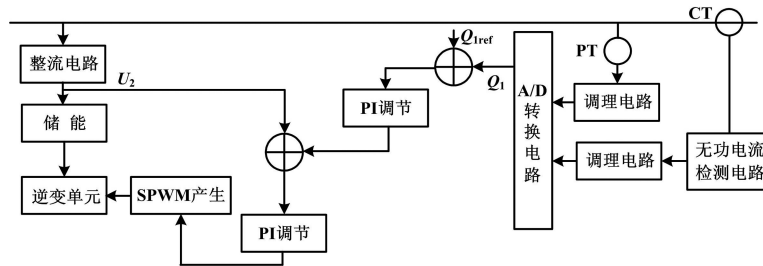 CT
Q1ref
PT
整流电路
U2
Q1
A/D
转换电路
调理电路
PI调节
储 能
无功电流
检测电路
调理电路
逆变单元
SPWM产生
PI调节